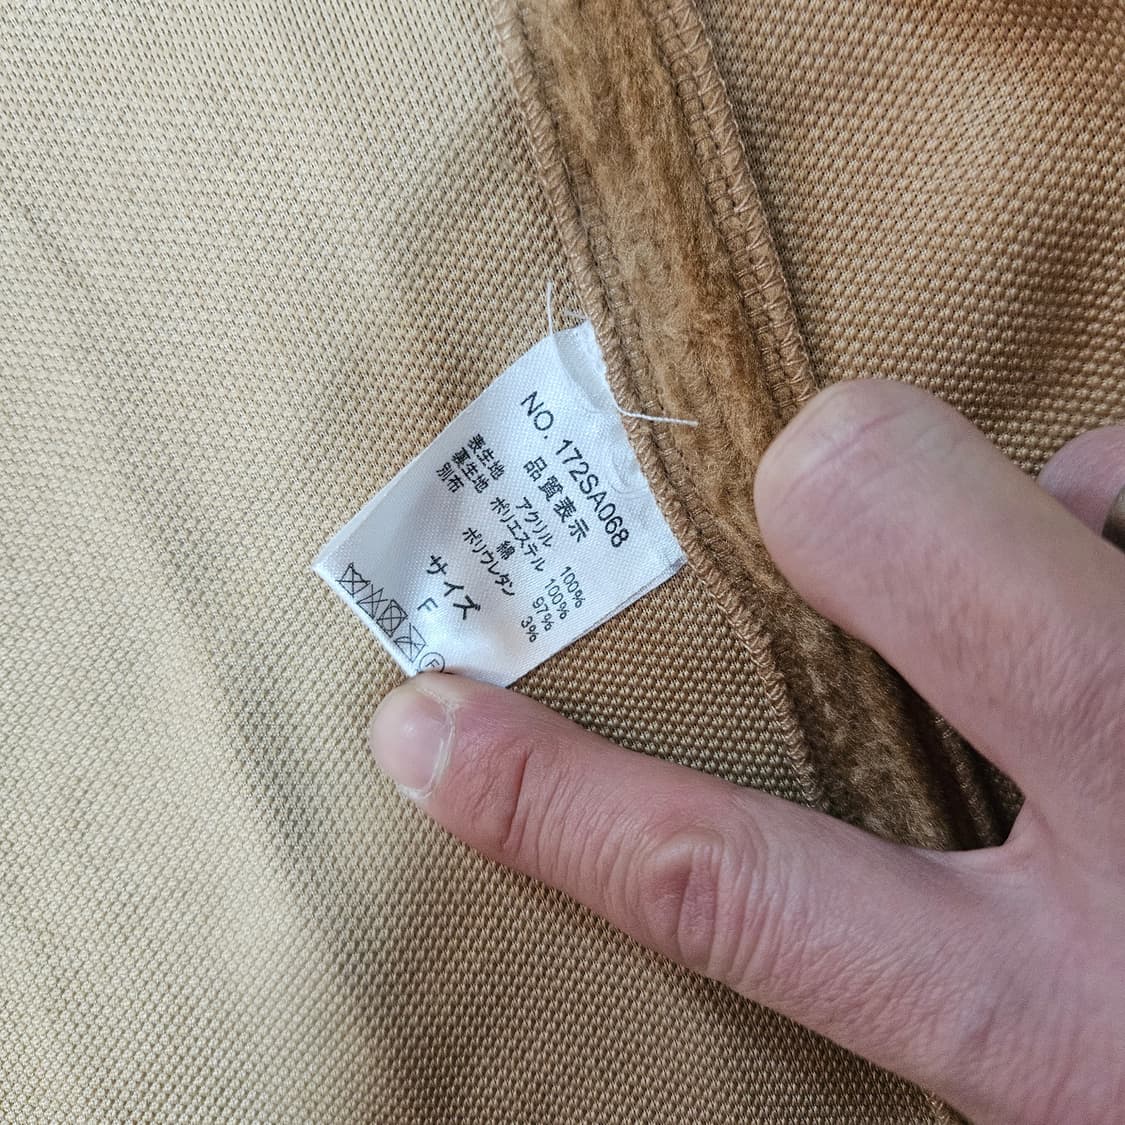 NO. 172SA068
品質表示
表生地 アクリル 100%
裏生地 ポリエステル 100%
別布 綿 97%
ポリウレタン 3%
サイズ
F
F